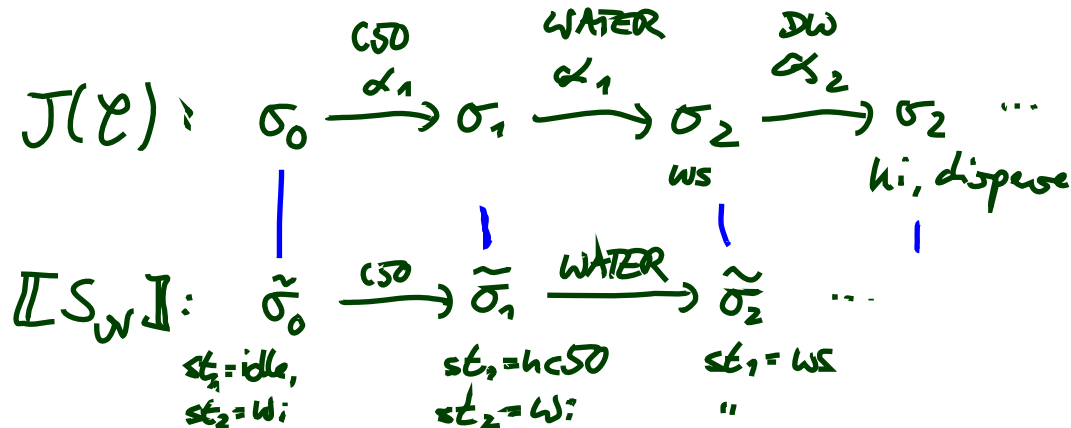 C50 WATER DW
α₁ α₁ α₂
J(φ): σ₀ → σ₁ → σ₂ → σ₂ ...
ws
wi, dispense
C50 WATER
⟦S_W⟧: σ̃₀ → σ̃₁ → σ̃₂ ...
st₁=idle, st₁=hc50 st₁=ws
st₂=wi st₂=wi "